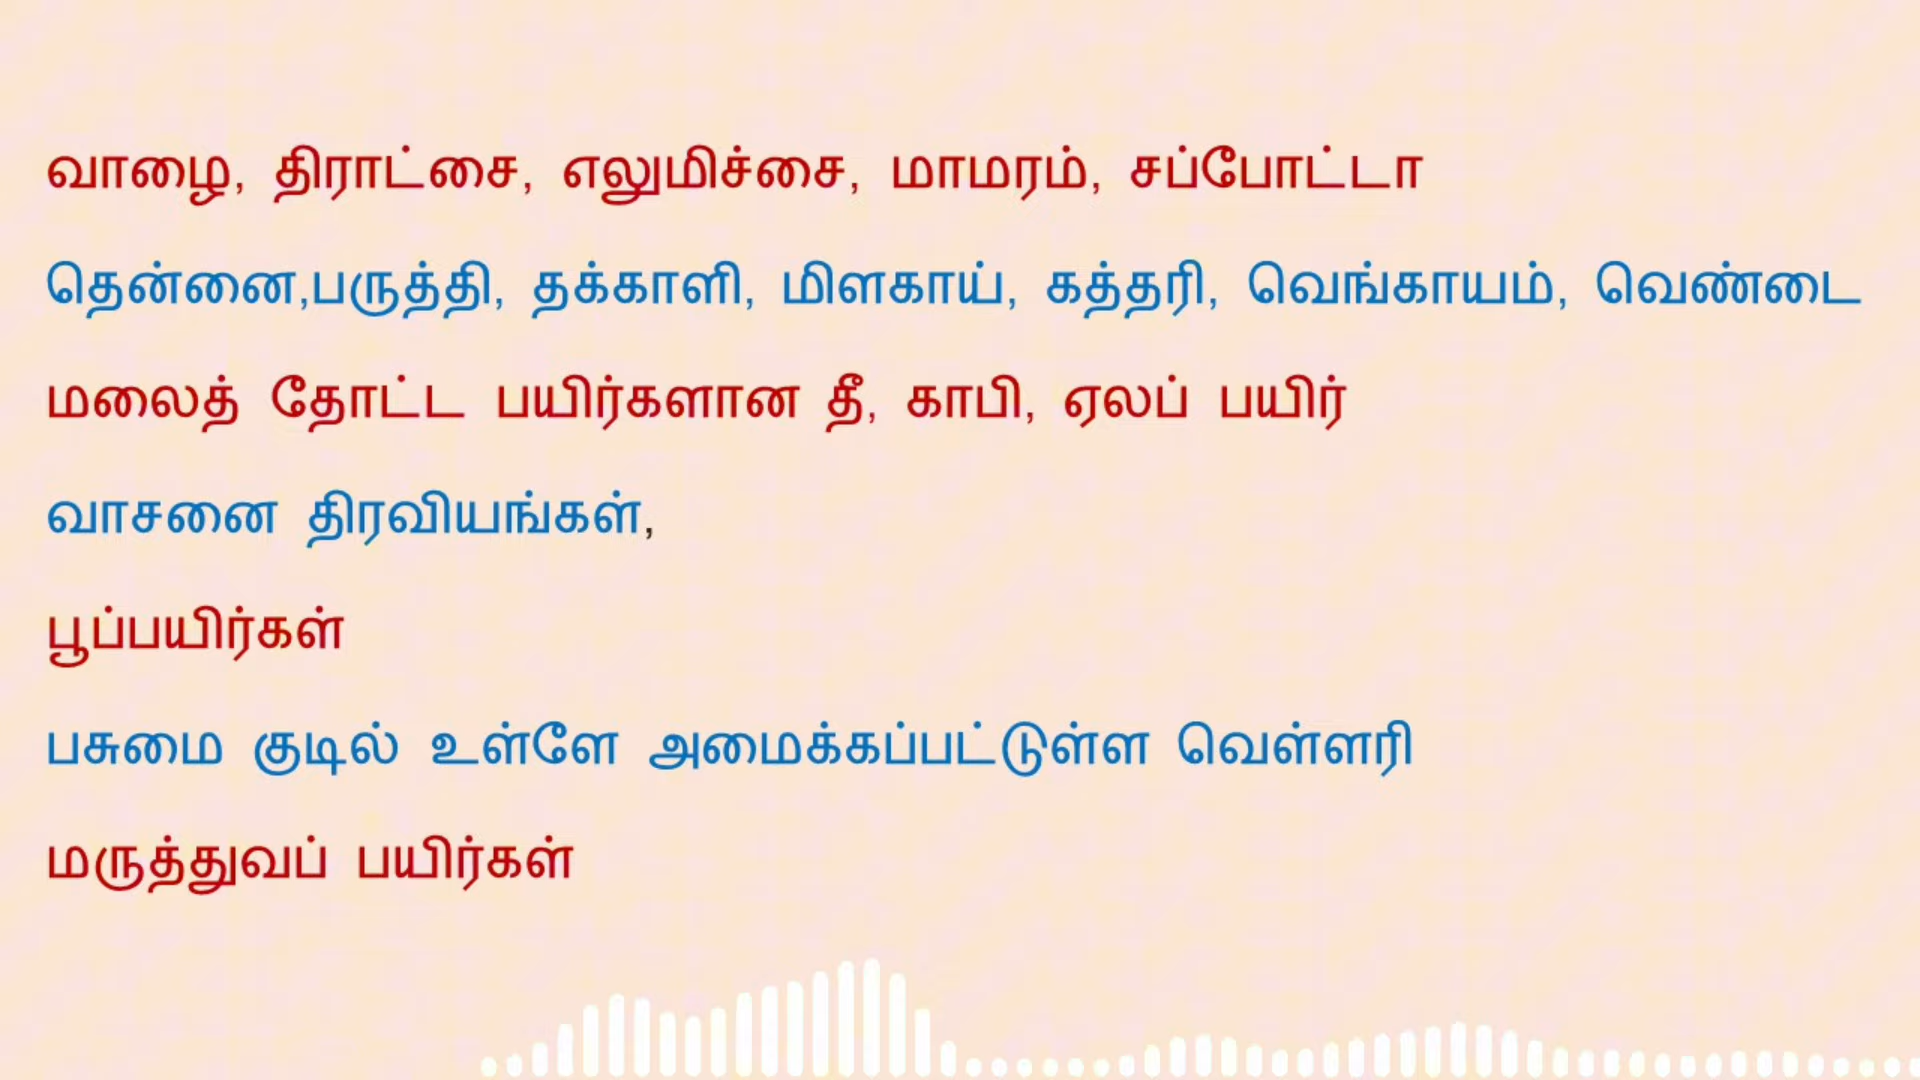 வாழை, திராட்சை, எலுமிச்சை, மாமரம், சப்போட்டா
தென்னை,பருத்தி, தக்காளி, மிளகாய், கத்தரி, வெங்காயம், வெண்டை
மலைத் தோட்ட பயிர்களான தீ, காபி, ஏலப் பயிர்
வாசனை திரவியங்கள்,
பூப்பயிர்கள்
பசுமை குடில் உள்ளே அமைக்கப்பட்டுள்ள வெள்ளரி
மருத்துவப் பயிர்கள்